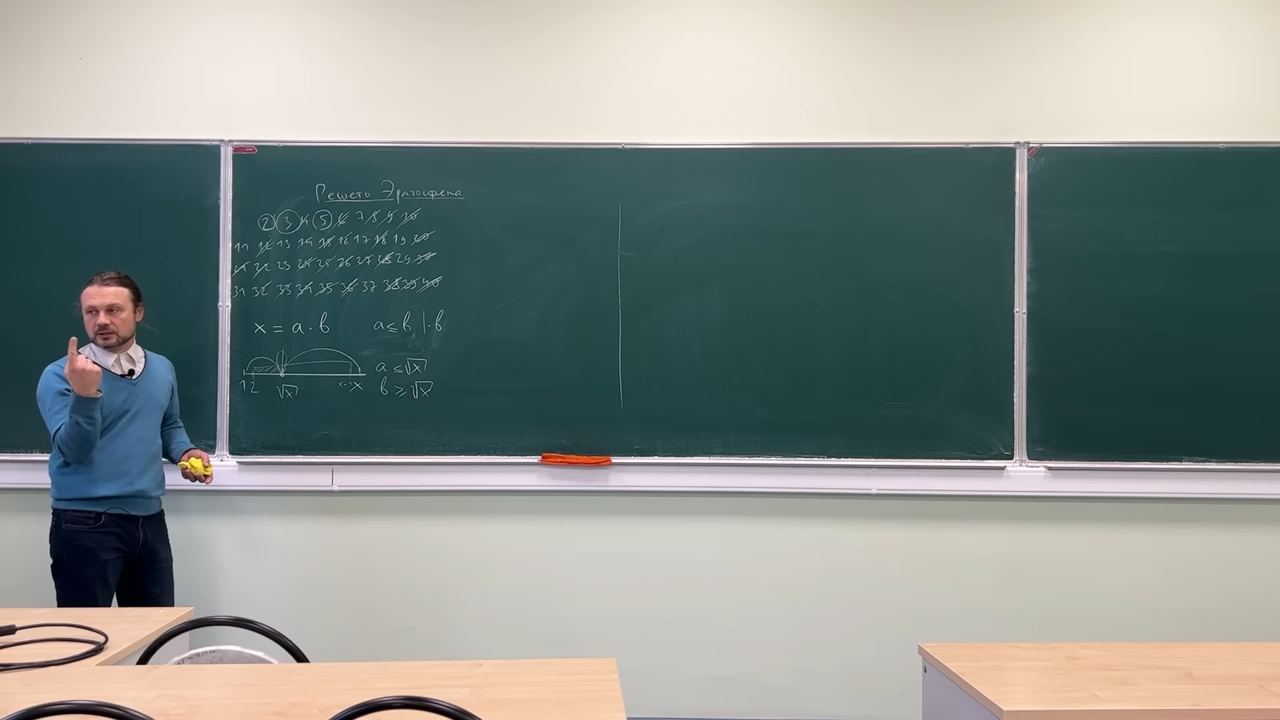 Решето Эратосфена
2 3 4 5 6 7 8 9 10
11 12 13 14 15 16 17 18 19 20
21 22 23 24 25 26 27 28 29 30
31 32 33 34 35 36 37 38 39 40
x = a · b a ≤ b | · b
a ≤ √x
1 2 √x x b ≥ √x